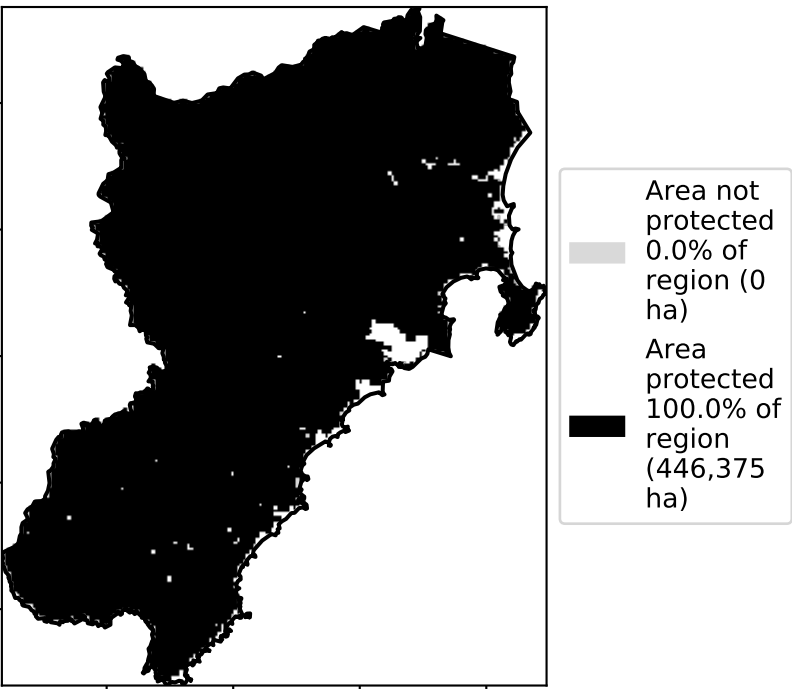 Area not
protected
0.0% of
region (0
ha)
Area
protected
100.0% of
region
(446,375
ha)